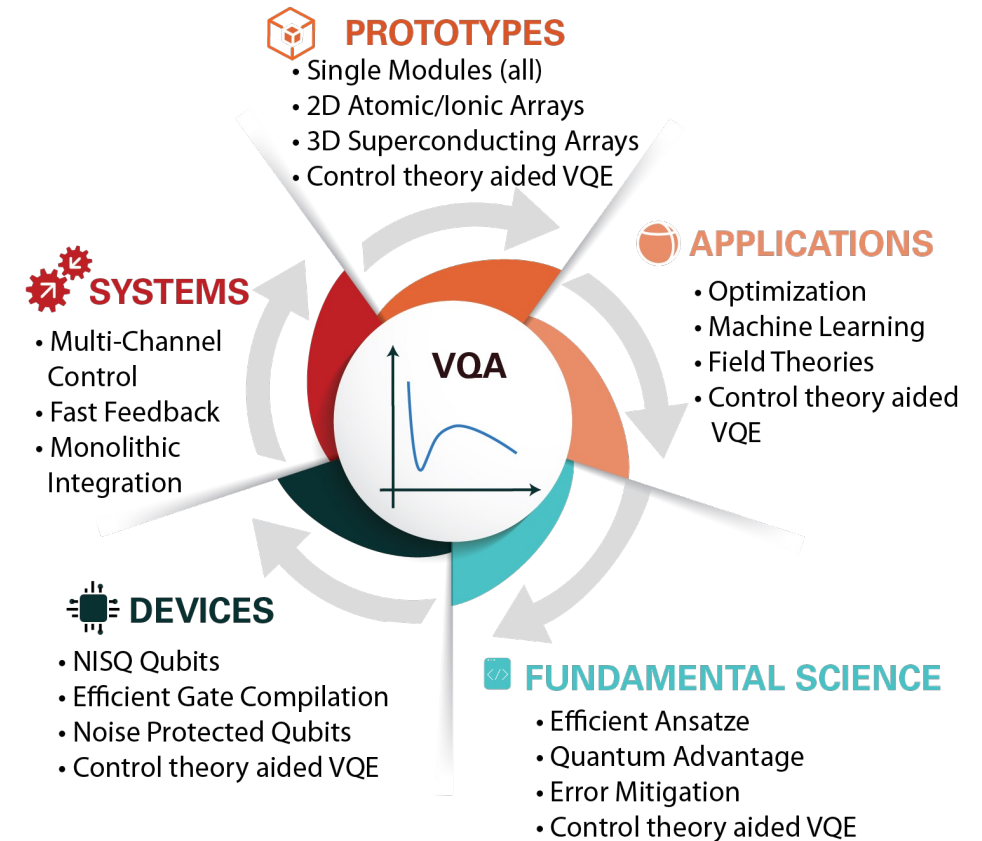 PROTOTYPES
• Single Modules (all)
• 2D Atomic/Ionic Arrays
• 3D Superconducting Arrays
• Control theory aided VQE
APPLICATIONS
• Optimization
• Machine Learning
• Field Theories
• Control theory aided
VQE
SYSTEMS
• Multi-Channel
Control
• Fast Feedback
• Monolithic
Integration
VQA
DEVICES
• NISQ Qubits
• Efficient Gate Compilation
• Noise Protected Qubits
• Control theory aided VQE
</>
FUNDAMENTAL SCIENCE
• Efficient Ansatze
• Quantum Advantage
• Error Mitigation
• Control theory aided VQE